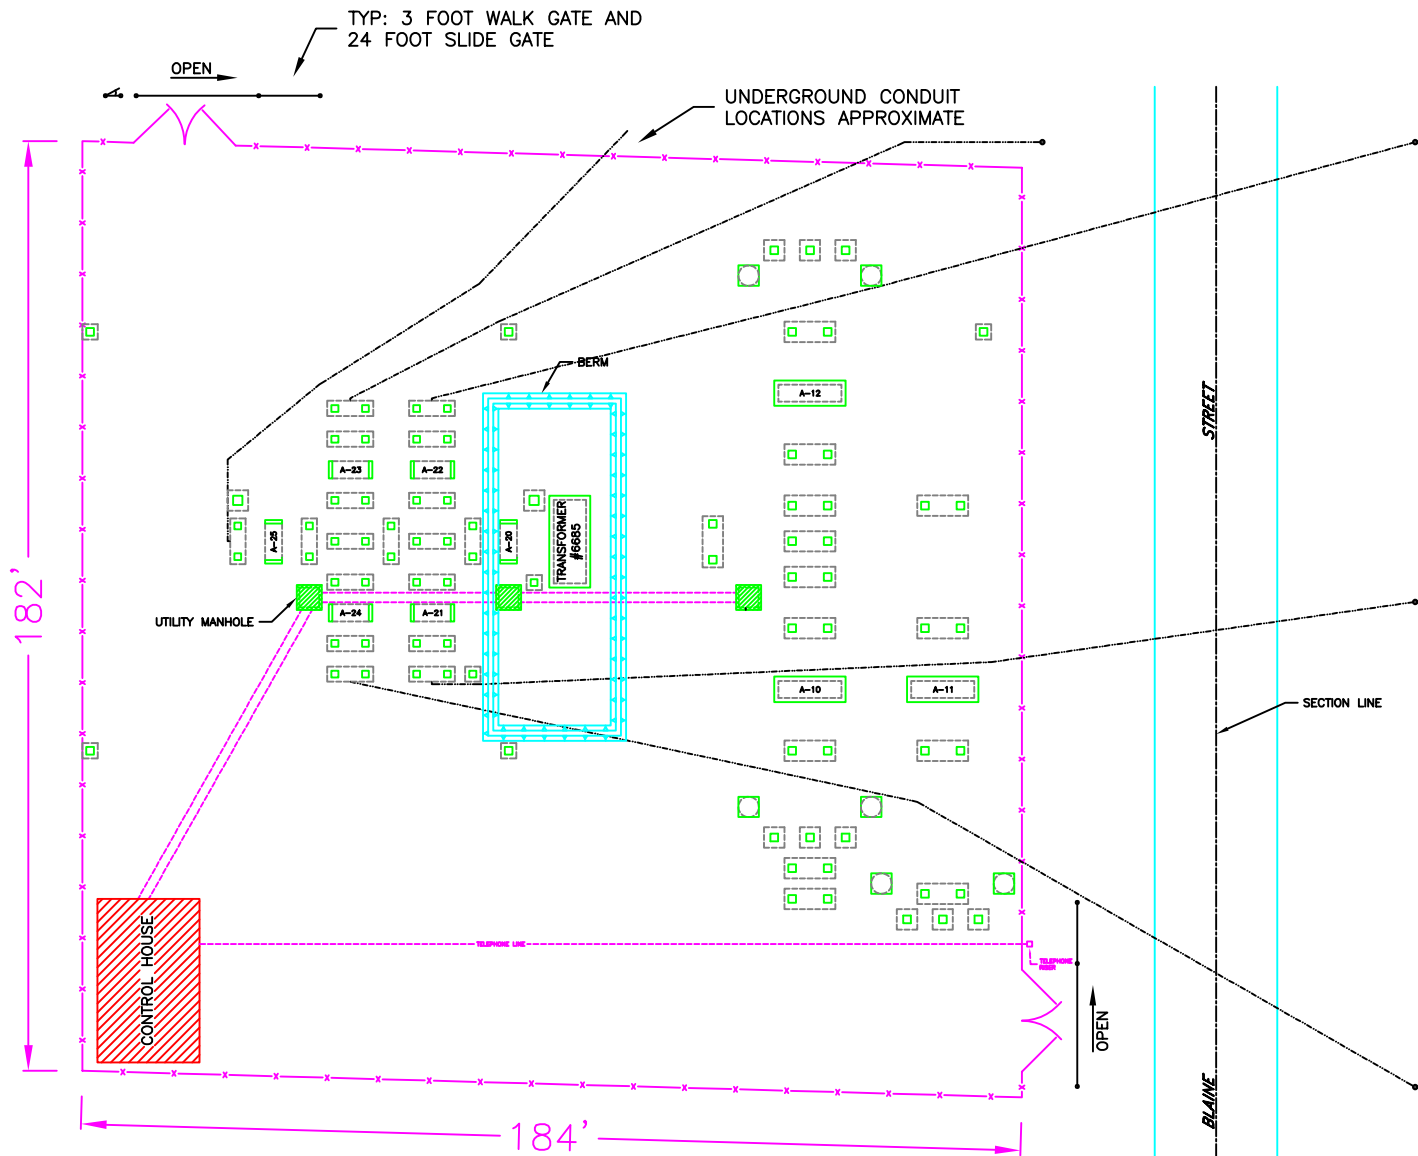 TYP: 3 FOOT WALK GATE AND
24 FOOT SLIDE GATE
OPEN
UNDERGROUND CONDUIT
LOCATIONS APPROXIMATE
BERM
A-12
STREET
A-23
A-22
A-25
A-20
TRANSFORMER
#6685
182'
UTILITY MANHOLE
A-24
A-21
A-10
A-11
SECTION LINE
CONTROL HOUSE
TELEPHONE LINE
TELEPHONE
RISER
OPEN
BLAINE
184'